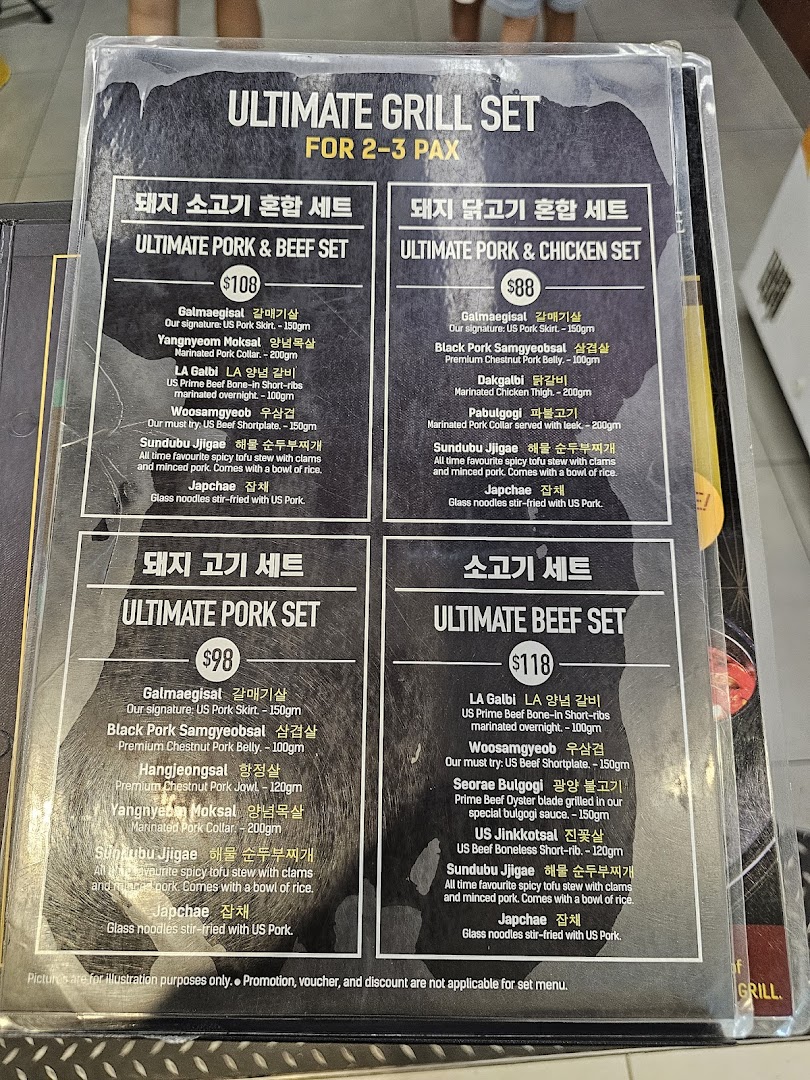 ULTIMATE GRILL SET
FOR 2-3 PAX
돼지 소고기 혼합 세트
ULTIMATE PORK & BEEF SET
$108
Galmaegisal 갈매기살
Our signature: US Pork Skirt. - 150gm
Yangnyeom Moksal 양념목살
Marinated Pork Collar. - 200gm
LA Galbi LA 양념 갈비
US Prime Beef Bone-in Short-ribs
marinated overnight. - 100gm
Woosamgyeob 우삼겹
Our must try: US Beef Shortplate. - 150gm
Sundubu Jjigae 해물 순두부찌개
All time favourite spicy tofu stew with clams
and minced pork. Comes with a bowl of rice.
Japchae 잡채
Glass noodles stir-fried with US Pork.
돼지 닭고기 혼합 세트
ULTIMATE PORK & CHICKEN SET
$88
Galmaegisal 갈매기살
Our signature: US Pork Skirt. - 150gm
Black Pork Samgyeobsal 삼겹살
Premium Chestnut Pork Belly. - 100gm
Dakgalbi 닭갈비
Marinated Chicken Thigh. - 200gm
Pabulgogi 파불고기
Marinated Pork Collar served with leek. - 200gm
Sundubu Jjigae 해물 순두부찌개
All time favourite spicy tofu stew with clams
and minced pork. Comes with a bowl of rice.
Japchae 잡채
Glass noodles stir-fried with US Pork.
돼지 고기 세트
ULTIMATE PORK SET
$98
Galmaegisal 갈매기살
Our signature: US Pork Skirt. - 150gm
Black Pork Samgyeobsal 삼겹살
Premium Chestnut Pork Belly. - 100gm
Hangjeongsal 항정살
Premium Chestnut Pork Jowl. - 120gm
Yangnyeom Moksal 양념목살
Marinated Pork Collar. - 200gm
Sundubu Jjigae 해물 순두부찌개
All time favourite spicy tofu stew with clams
and minced pork. Comes with a bowl of rice.
Japchae 잡채
Glass noodles stir-fried with US Pork.
소고기 세트
ULTIMATE BEEF SET
$118
LA Galbi LA 양념 갈비
US Prime Beef Bone-in Short-ribs
marinated overnight. - 100gm
Woosamgyeob 우삼겹
Our must try: US Beef Shortplate. - 150gm
Seorae Bulgogi 광양 불고기
Prime Beef Oyster blade grilled in our
special bulgogi sauce. - 150gm
US Jinkkotsal 진꽃살
US Beef Boneless Short-rib. - 120gm
Sundubu Jjigae 해물 순두부찌개
All time favourite spicy tofu stew with clams
and minced pork. Comes with a bowl of rice.
Japchae 잡채
Glass noodles stir-fried with US Pork.
Pictures are for illustration purposes only. ● Promotion, voucher, and discount are not applicable for set menu.
GRILL.